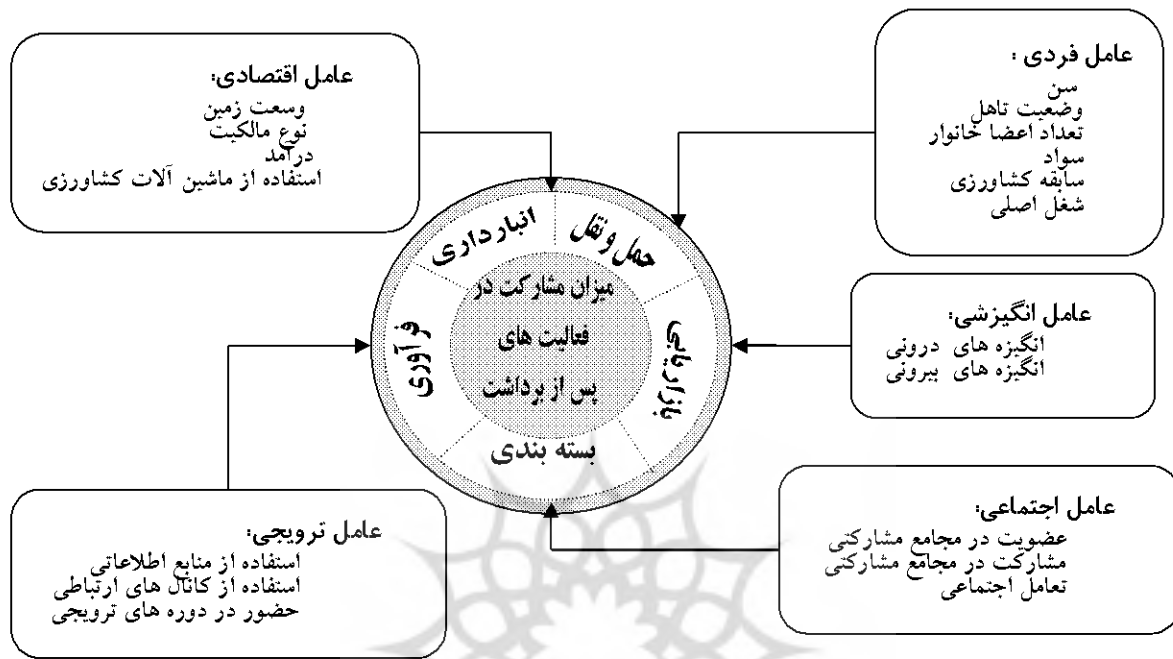 عامل فردی :
سن
وضعیت تاهل
تعداد اعضا خانوار
سواد
سابقه کشاورزی
شغل اصلی
عامل اقتصادی:
وسعت زمین
نوع مالکیت
درآمد
استفاده از ماشین آلات کشاورزی
حمل و نقل
انبارداری
فرآوری
بسته بندی
بازاریابی
میزان مشارکت در
فعالیت های
پس از برداشت
عامل انگیزشی:
انگیزه های درونی
انگیزه های بیرونی
عامل اجتماعی:
عضویت در مجامع مشارکتی
مشارکت در مجامع مشارکتی
تعامل اجتماعی
عامل ترویجی:
استفاده از منابع اطلاعاتی
استفاده از کانال های ارتباطی
حضور در دوره های ترویجی